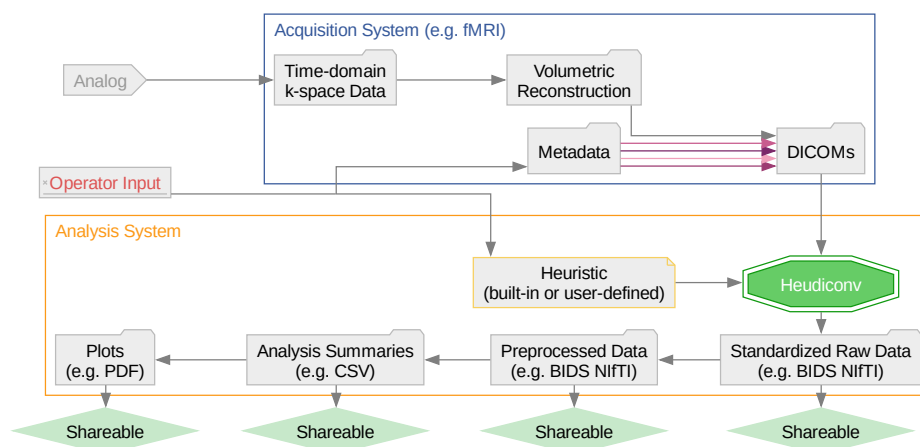 Acquisition System (e.g. fMRI)
Analog
Time-domain
k-space Data
Volumetric
Reconstruction
Metadata
DICOMs
Operator Input
Analysis System
Heuristic
(built-in or user-defined)
Heudiconv
Plots
(e.g. PDF)
Analysis Summaries
(e.g. CSV)
Preprocessed Data
(e.g. BIDS NIfTI)
Standardized Raw Data
(e.g. BIDS NIfTI)
Shareable
Shareable
Shareable
Shareable